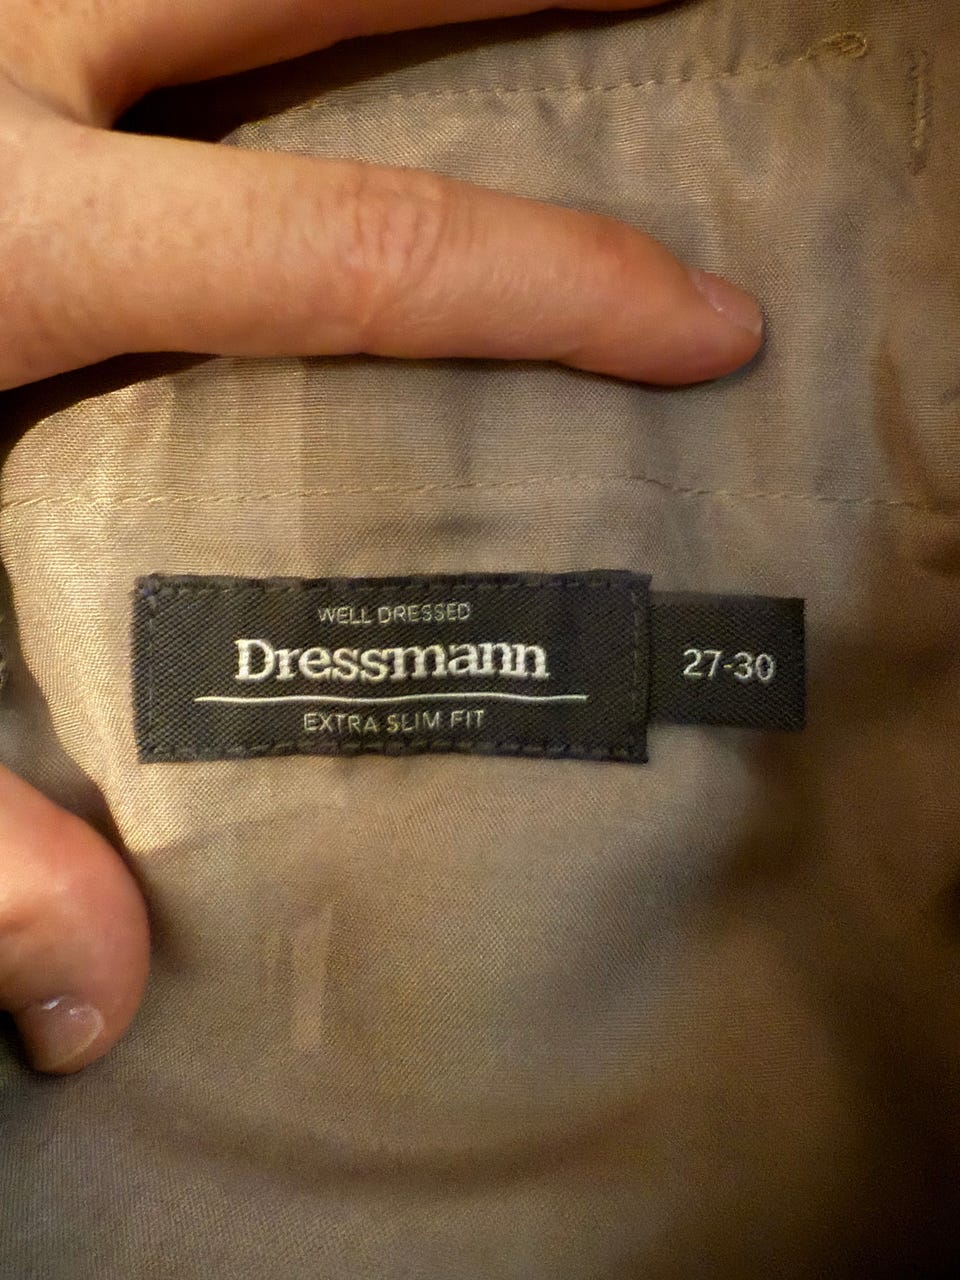 WELL DRESSED
Dressmann
EXTRA SLIM FIT
27-30